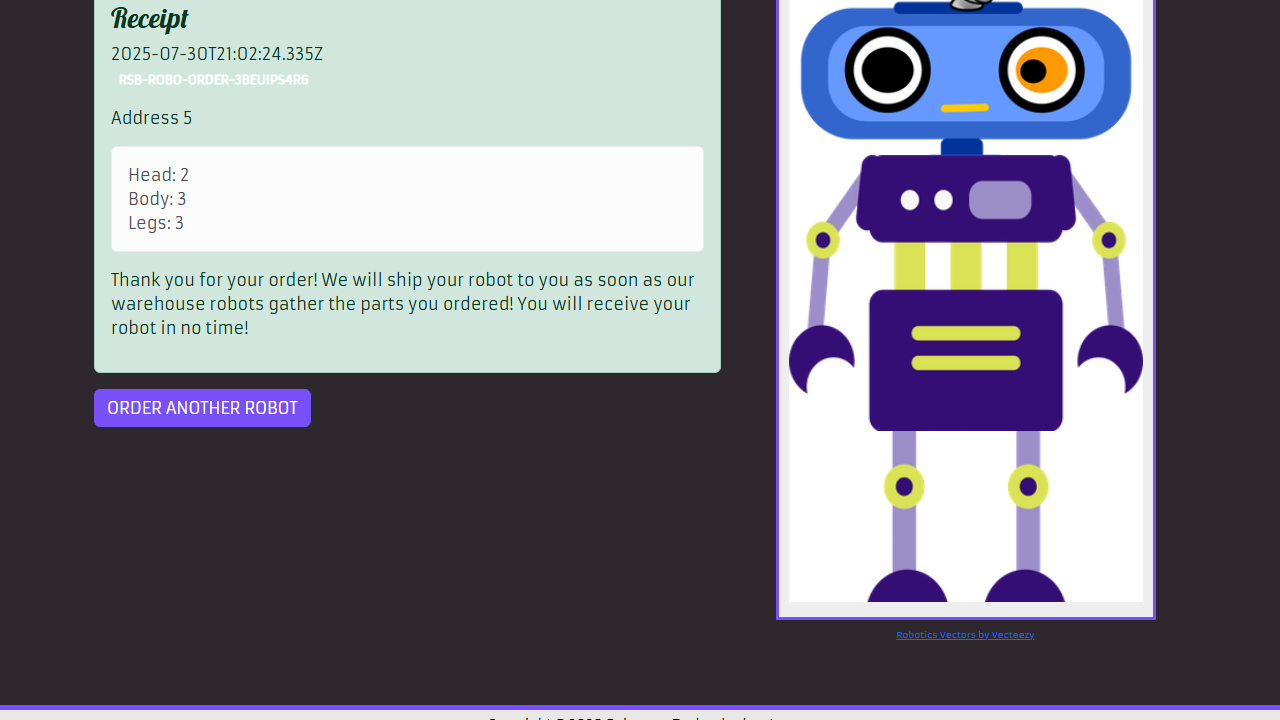 Receipt
2025-07-30T21:02:24.335Z
RSB-ROBO-ORDER-3BEUIPS4R6
Address 5
Head: 2
Body: 3
Legs: 3
Thank you for your order! We will ship your robot to you as soon as our
warehouse robots gather the parts you ordered! You will receive your
robot in no time!
ORDER ANOTHER ROBOT
Robotics Vectors by Vecteezy